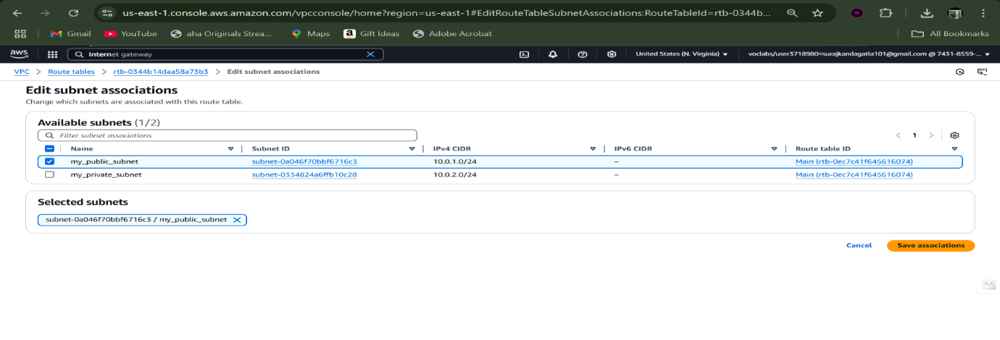 us-east-1.console.aws.amazon.com/vpcconsole/home?region=us-east-1#EditRouteTableSubnetAssociations:RouteTableId=rtb-0344b...
Gmail YouTube aha Originals Strea... Maps Gift Ideas Adobe Acrobat All Bookmarks
aws Internet gateway United States (N. Virginia) voclabs/user3718980=surajkandagatla101@gmail.com @ 7431-8559-...
VPC > Route tables > rtb-0344b14daa58a73b3 > Edit subnet associations
Edit subnet associations
Change which subnets are associated with this route table.
Available subnets (1/2)
Filter subnet associations
< 1 >
Name Subnet ID IPv4 CIDR IPv6 CIDR Route table ID
my_public_subnet subnet-0a046f70bbf6716c3 10.0.1.0/24 – Main (rtb-0ec7c41f645616074)
my_private_subnet subnet-0334824a6ffb10c28 10.0.2.0/24 – Main (rtb-0ec7c41f645616074)
Selected subnets
subnet-0a046f70bbf6716c3 / my_public_subnet
Cancel Save associations